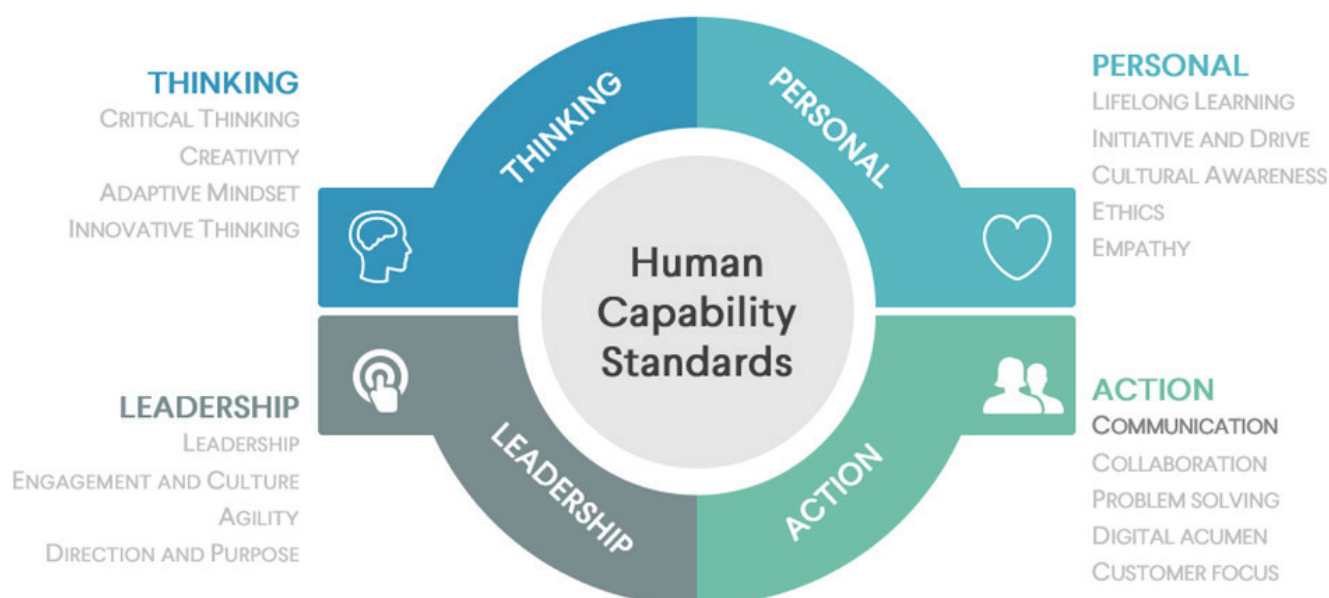 THINKING
CRITICAL THINKING
CREATIVITY
ADAPTIVE MINDSET
INNOVATIVE THINKING
THINKING
PERSONAL
PERSONAL
LIFELONG LEARNING
INITIATIVE AND DRIVE
CULTURAL AWARENESS
ETHICS
EMPATHY
Human
Capability
Standards
LEADERSHIP
LEADERSHIP
ENGAGEMENT AND CULTURE
AGILITY
DIRECTION AND PURPOSE
LEADERSHIP
ACTION
ACTION
COMMUNICATION
COLLABORATION
PROBLEM SOLVING
DIGITAL ACUMEN
CUSTOMER FOCUS